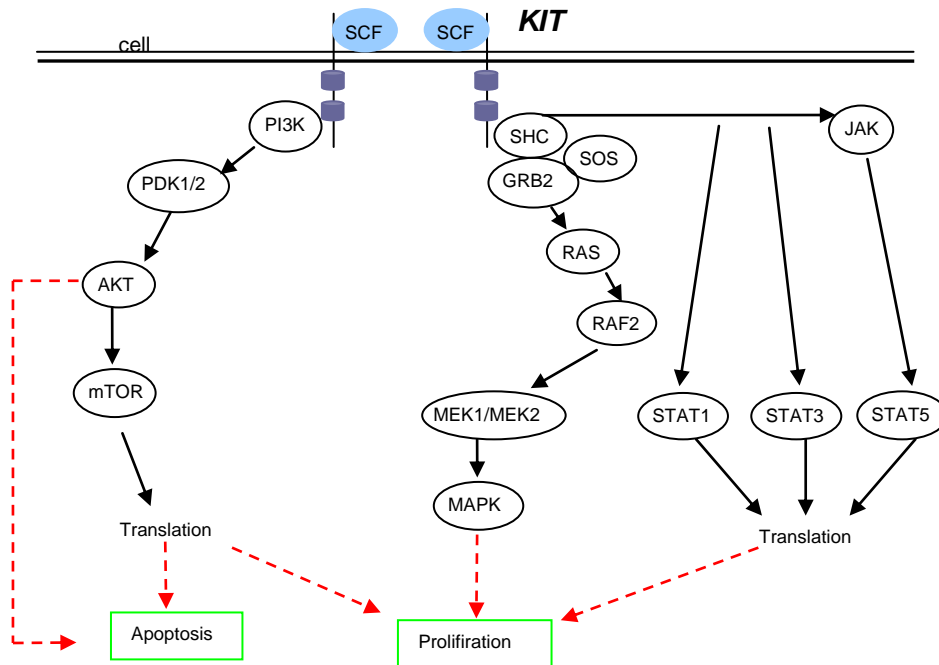 SCF
SCF
KIT
cell
PI3K
SHC
JAK
SOS
PDK1/2
GRB2
RAS
AKT
RAF2
mTOR
MEK1/MEK2
STAT1
STAT3
STAT5
MAPK
Translation
Translation
Apoptosis
Prolifiration